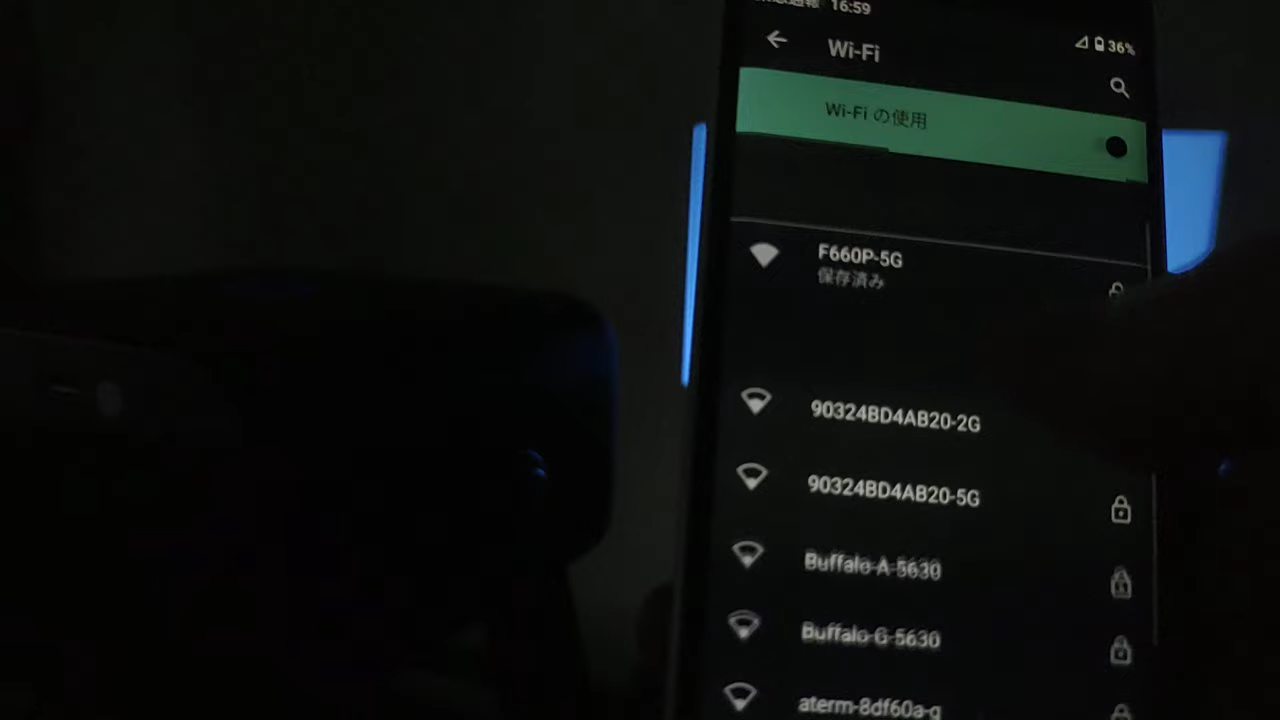 16:59
36%
Wi-Fi
Wi-Fi の使用
F660P-5G
保存済み
90324BD4AB20-2G
90324BD4AB20-5G
Buffalo-A-5630
Buffalo-G-5630
aterm-8df60a-g